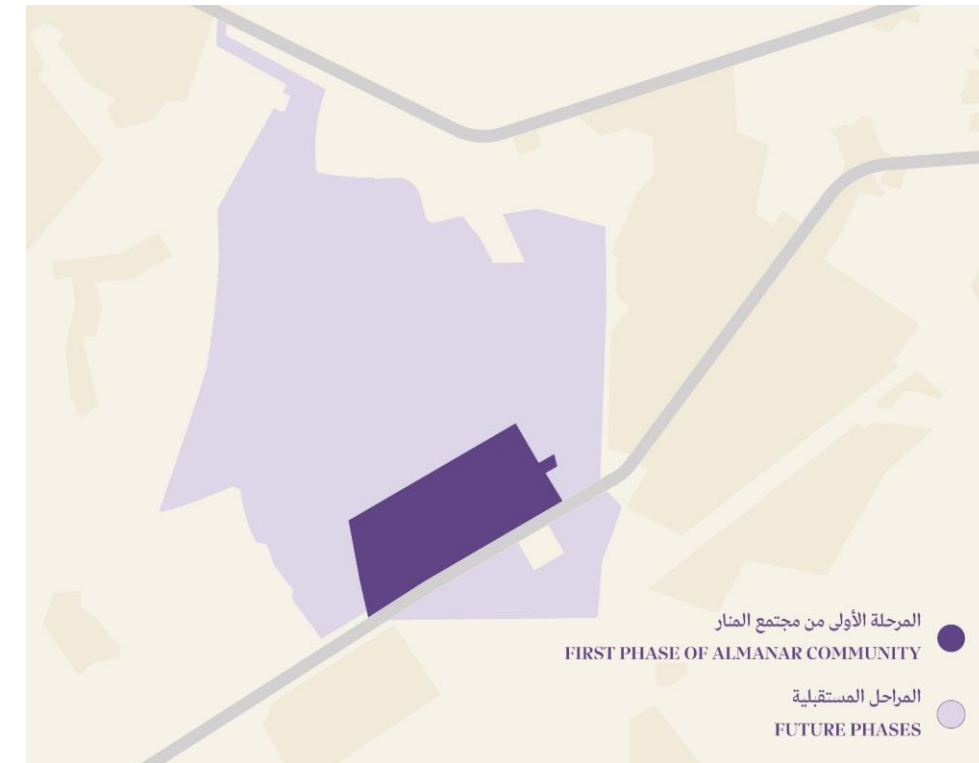 المرحلة الأولى من مجتمع المنار
FIRST PHASE OF ALMANAR COMMUNITY
المراحل المستقبلية
FUTURE PHASES